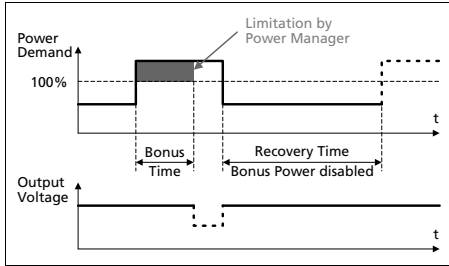 Limitation by
Power Manager
Power
Demand
100%
t
Bonus
Time
Recovery Time
Bonus Power disabled
Output
Voltage
t